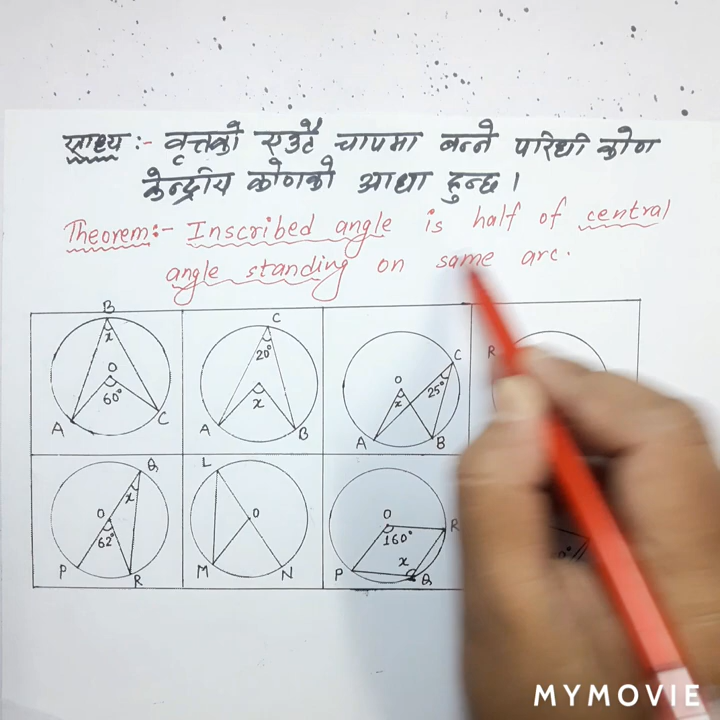 साध्य :- वृत्तको एउटै चापमा बन्ने परिधी कोण
केन्द्रीय कोणको आधा हुन्छ ।
Theorem:- Inscribed angle is half of central
angle standing on same arc.
B
x
O
60°
A
C
C
20°
x
A
B
O
x
C
25°
A
B
R
Q
x
O
62°
P
R
L
O
M
N
O
160°
R
x
P
Q
MYMOVIE